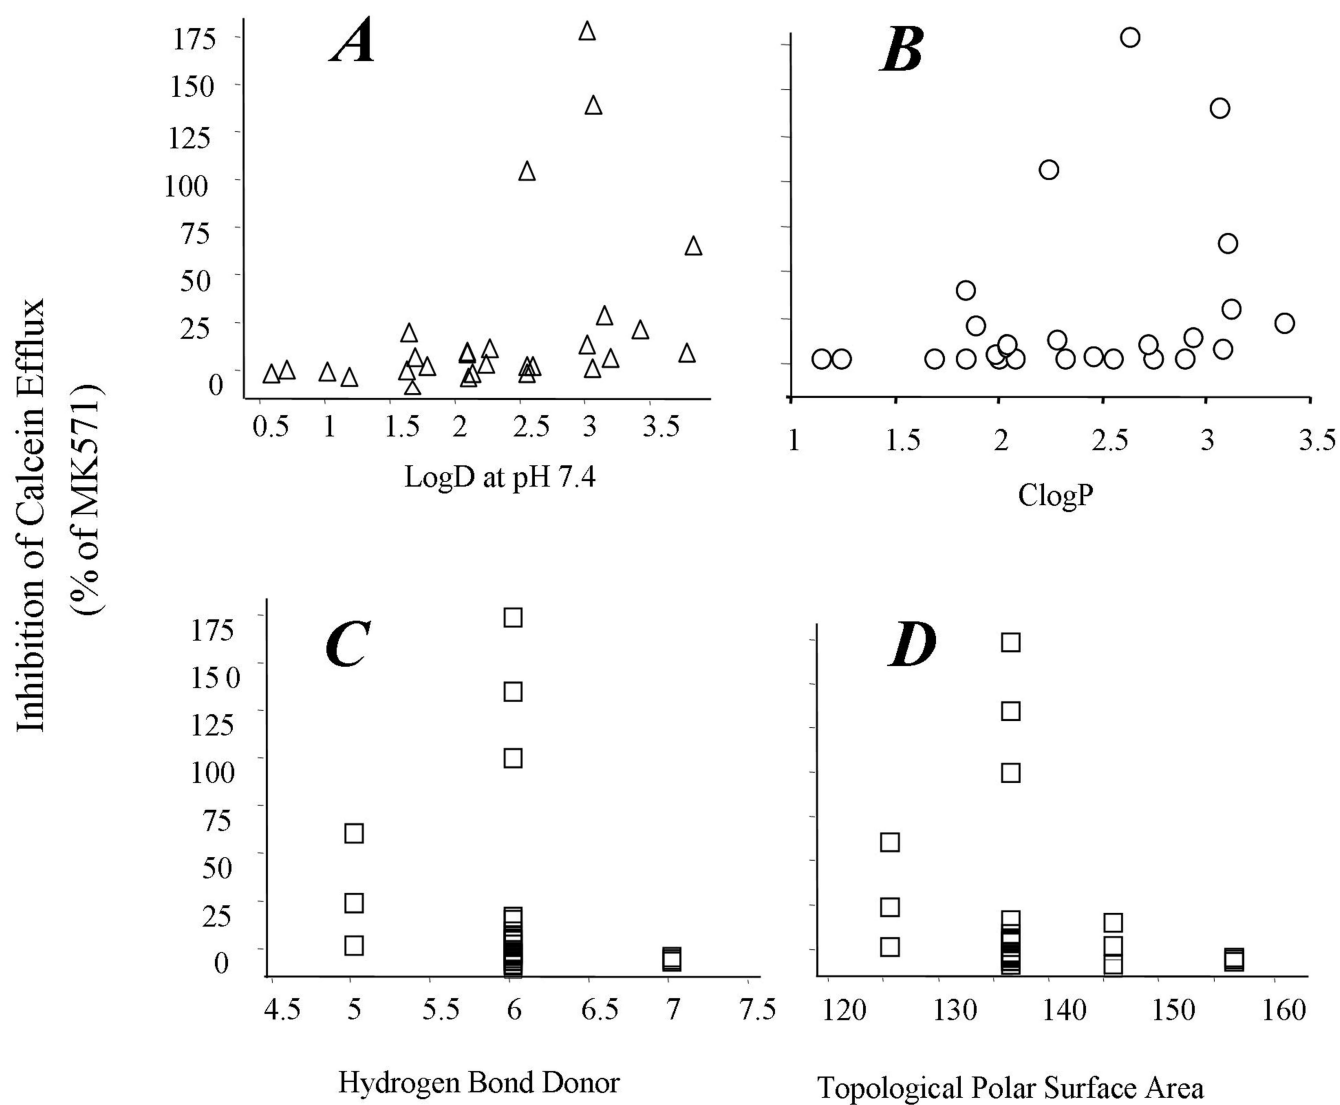 Inhibition of Calcein Efflux
(% of MK571)
A
175
150
125
100
75
50
25
0
0.5 1 1.5 2 2.5 3 3.5
LogD at pH 7.4
B
1 1.5 2 2.5 3 3.5
ClogP
C
175
150
125
100
75
50
25
0
4.5 5 5.5 6 6.5 7 7.5
Hydrogen Bond Donor
D
120 130 140 150 160
Topological Polar Surface Area